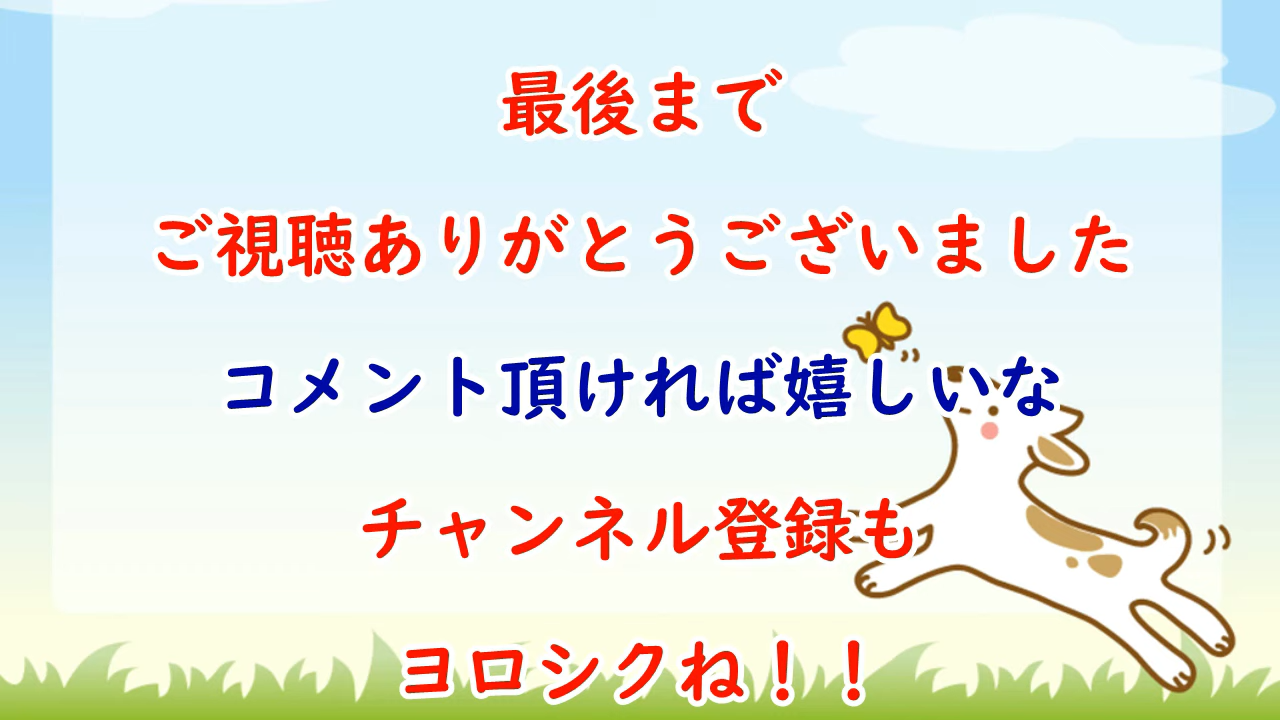 最後まで
ご視聴ありがとうございました
コメント頂ければ嬉しいな
チャンネル登録も
ヨロシクね！！